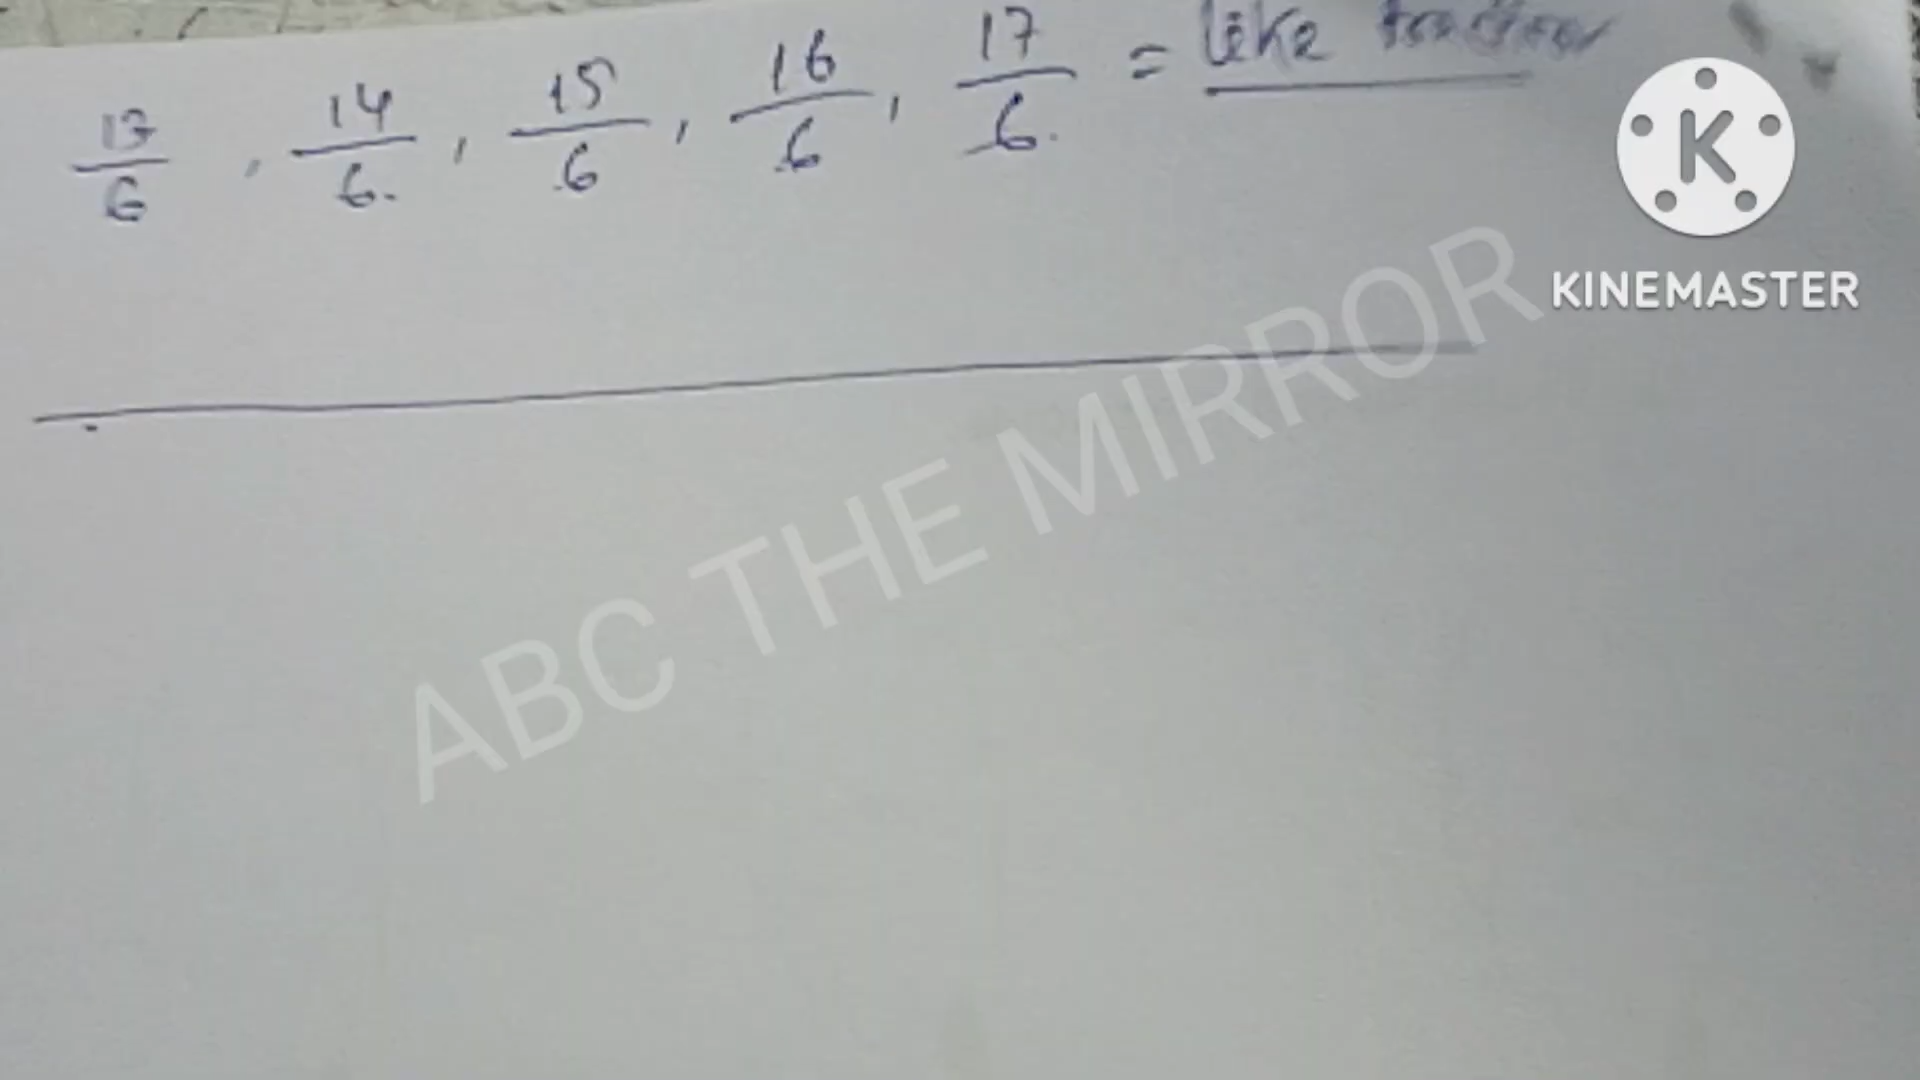 13/6 , 14/6 , 15/6 , 16/6 , 17/6 = Like
KINEMASTER
ABC THE MIRROR